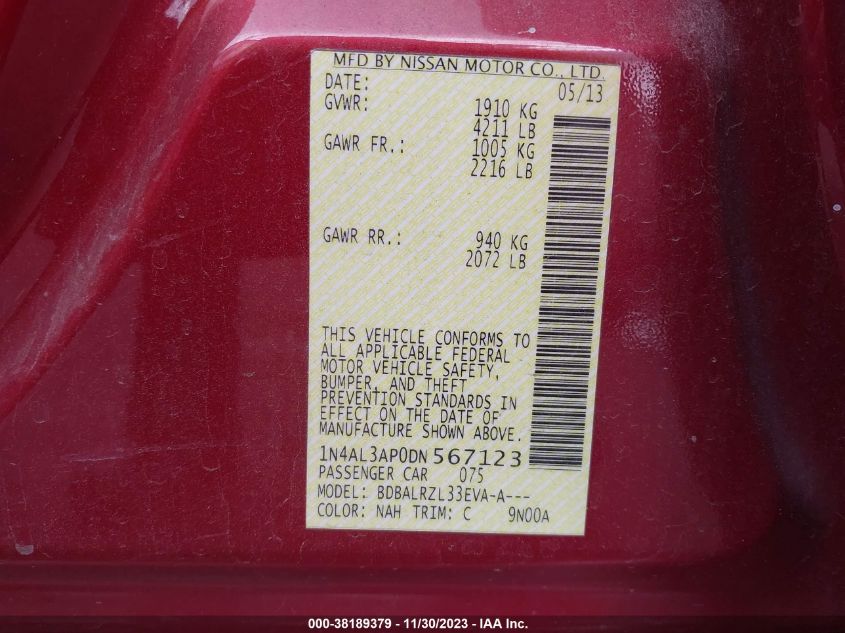 MFD BY NISSAN MOTOR CO., LTD.
DATE: 05/13
GVWR: 1910 KG
4211 LB
GAWR FR.: 1005 KG
2216 LB
GAWR RR.: 940 KG
2072 LB
THIS VEHICLE CONFORMS TO
ALL APPLICABLE FEDERAL
MOTOR VEHICLE SAFETY,
BUMPER, AND THEFT
PREVENTION STANDARDS IN
EFFECT ON THE DATE OF
MANUFACTURE SHOWN ABOVE.
1N4AL3AP0DN 567123
PASSENGER CAR 075
MODEL: BDBALRZL33EVA-A---
COLOR: NAH TRIM: C 9N00A
000-38189379 - 11/30/2023 - IAA Inc.